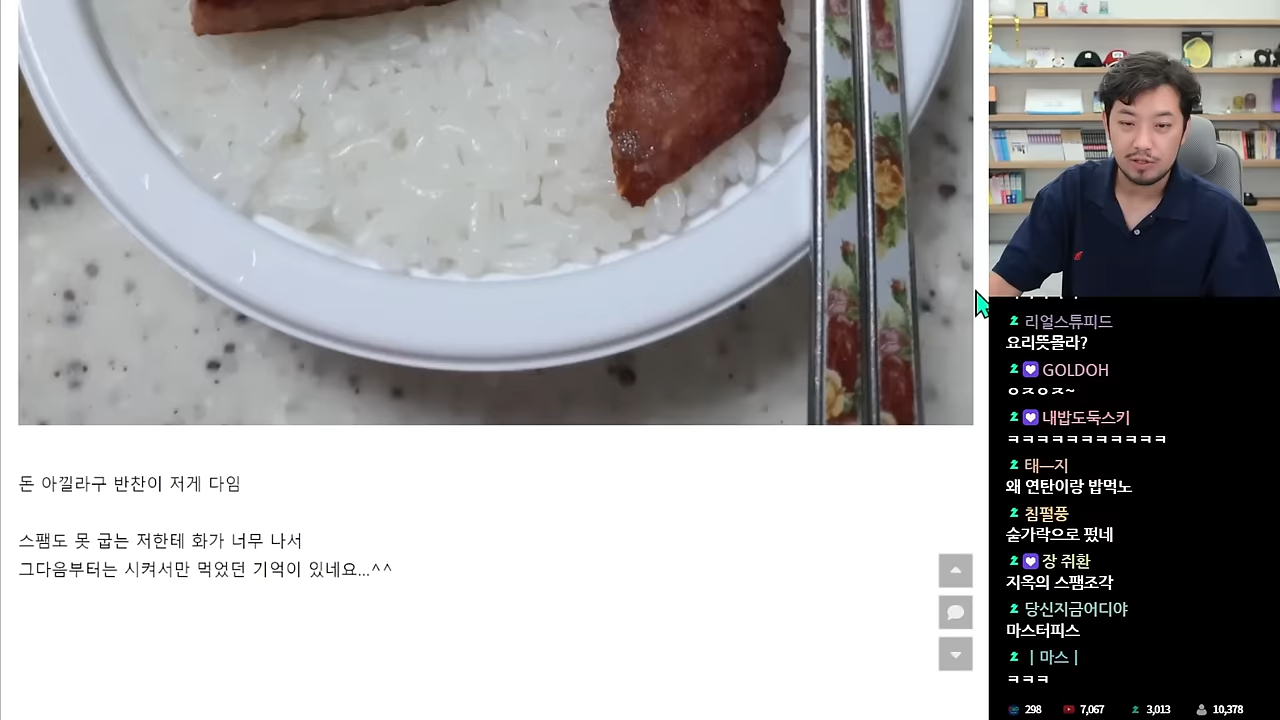 돈 아낄라구 반찬이 저게 다임
스팸도 못 굽는 저한테 화가 너무 나서
그다음부터는 시켜서만 먹었던 기억이 있네요...^^
리얼스튜피드
요리뜻몰라?
GOLDOH
ㅇㅈㅇㅈ~
내밥도둑스키
ㅋㅋㅋㅋㅋㅋㅋㅋㅋㅋㅋ
태—지
왜 연탄이랑 밥먹노
침펄풍
숟가락으로 펐네
장 쥐환
지옥의 스팸조각
당신지금어디야
마스터피스
| 마스 |
ㅋㅋㅋ
298 7,067 3,013 10,378